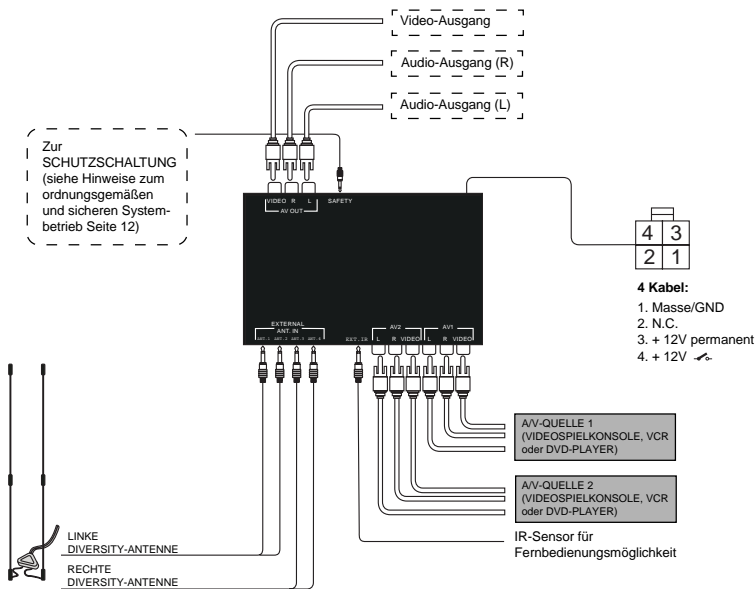 Video-Ausgang
Audio-Ausgang (R)
Audio-Ausgang (L)
Zur
SCHUTZSCHALTUNG
(siehe Hinweise zum
ordnungsgemäßen
und sicheren System-
betrieb Seite 12)
VIDEO R L SAFETY
AV OUT
4 3
2 1
4 Kabel:
1. Masse/GND
2. N.C.
3. + 12V permanent
4. + 12V
EXTERNAL
ANT. IN
ANT.1 ANT.2 ANT.3 ANT.4
EXT.IR
AV2 AV1
L R VIDEO L R VIDEO
A/V-QUELLE 1
(VIDEOSPIELKONSOLE, VCR
oder DVD-PLAYER)
A/V-QUELLE 2
(VIDEOSPIELKONSOLE, VCR
oder DVD-PLAYER)
IR-Sensor für
Fernbedienungsmöglichkeit
LINKE
DIVERSITY-ANTENNE
RECHTE
DIVERSITY-ANTENNE